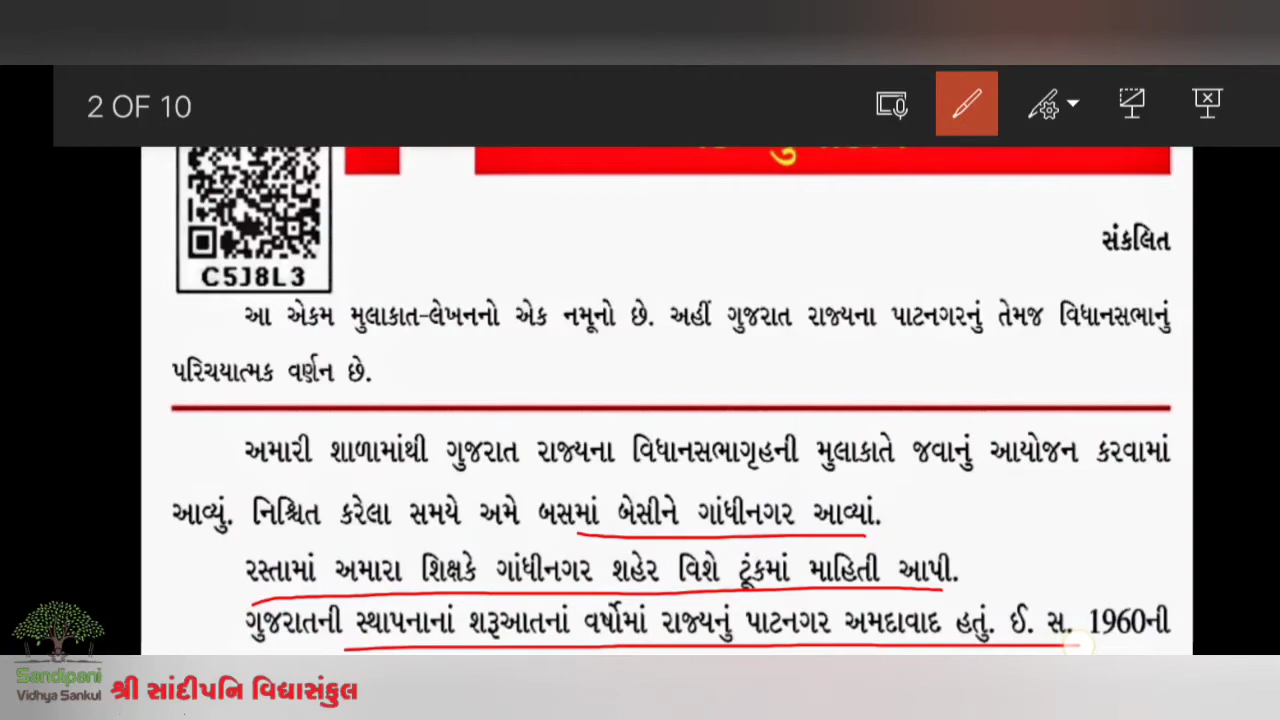 2 OF 10
C5J8L3
સંકલિત
આ એકમ મુલાકાત-લેખનનો એક નમૂનો છે. અહીં ગુજરાત રાજ્યના પાટનગરનું તેમજ વિધાનસભાનું
પરિચયાત્મક વર્ણન છે.
અમારી શાળામાંથી ગુજરાત રાજ્યના વિધાનસભાગૃહની મુલાકાતે જવાનું આયોજન કરવામાં
આવ્યું. નિશ્ચિત કરેલા સમયે અમે બસમાં બેસીને ગાંધીનગર આવ્યાં.
રસ્તામાં અમારા શિક્ષકે ગાંધીનગર શહેર વિશે ટૂંકમાં માહિતી આપી.
ગુજરાતની સ્થાપનાનાં શરૂઆતનાં વર્ષોમાં રાજ્યનું પાટનગર અમદાવાદ હતું. ઈ. સ. 1960ની
Sandipani
Vidhya Sankul
શ્રી સાંદીપનિ વિદ્યાસંકુલ